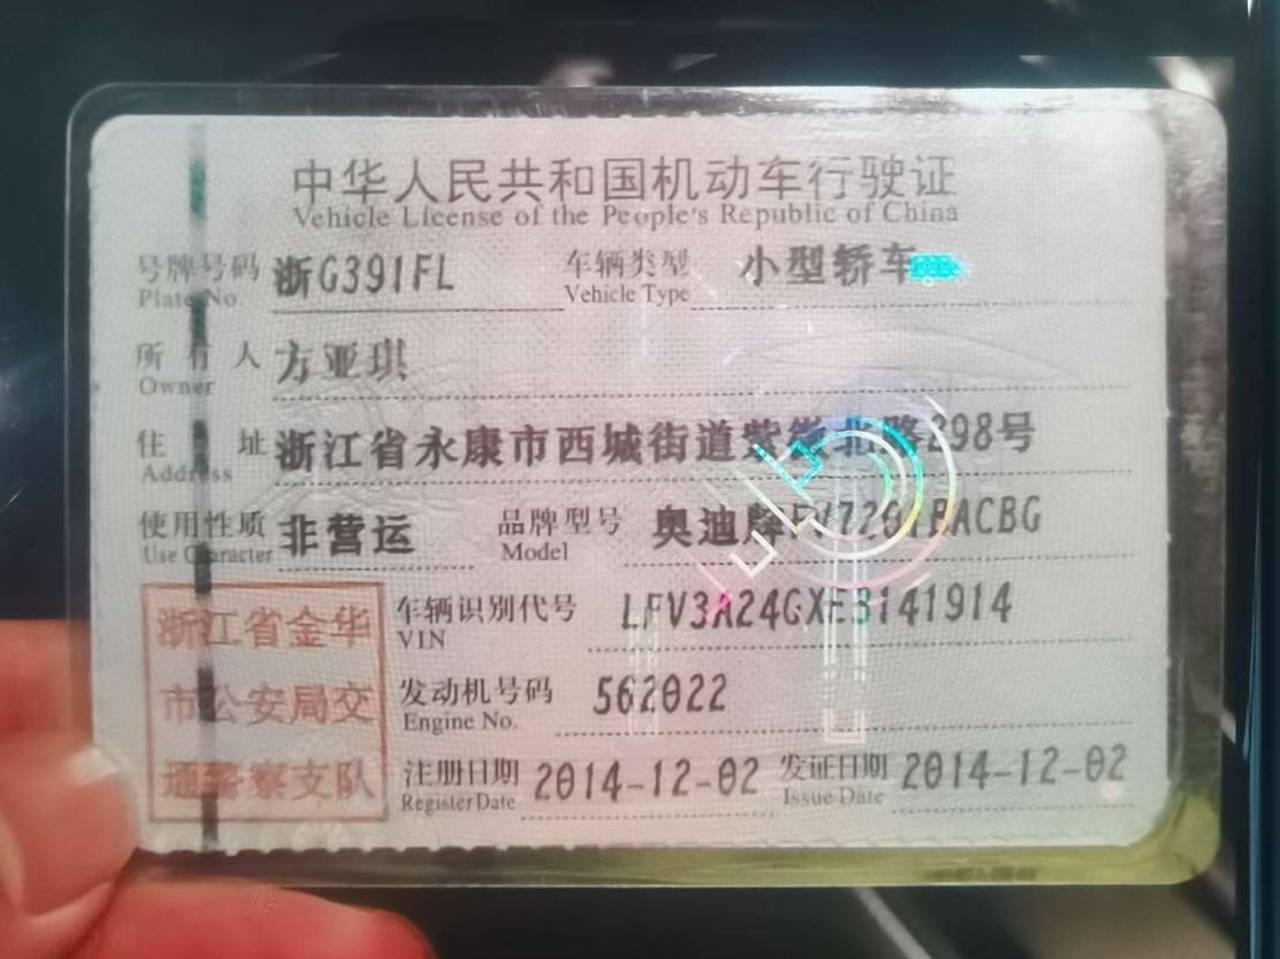 中华人民共和国机动车行驶证
Vehicle License of the People's Republic of China
号牌号码 浙G391FL 车辆类型 小型轿车
Plate No. Vehicle Type
所有人 方亚琪
Owner
住址 浙江省永康市西城街道紫微北路298号
Address
使用性质 非营运 品牌型号 奥迪牌
Use Character Model
浙江省金华
市公安局交
通警察支队
车辆识别代号 LFV3A24GXE3141914
VIN
发动机号码 562022
Engine No.
注册日期 2014-12-02 发证日期 2014-12-02
Register Date Issue Date